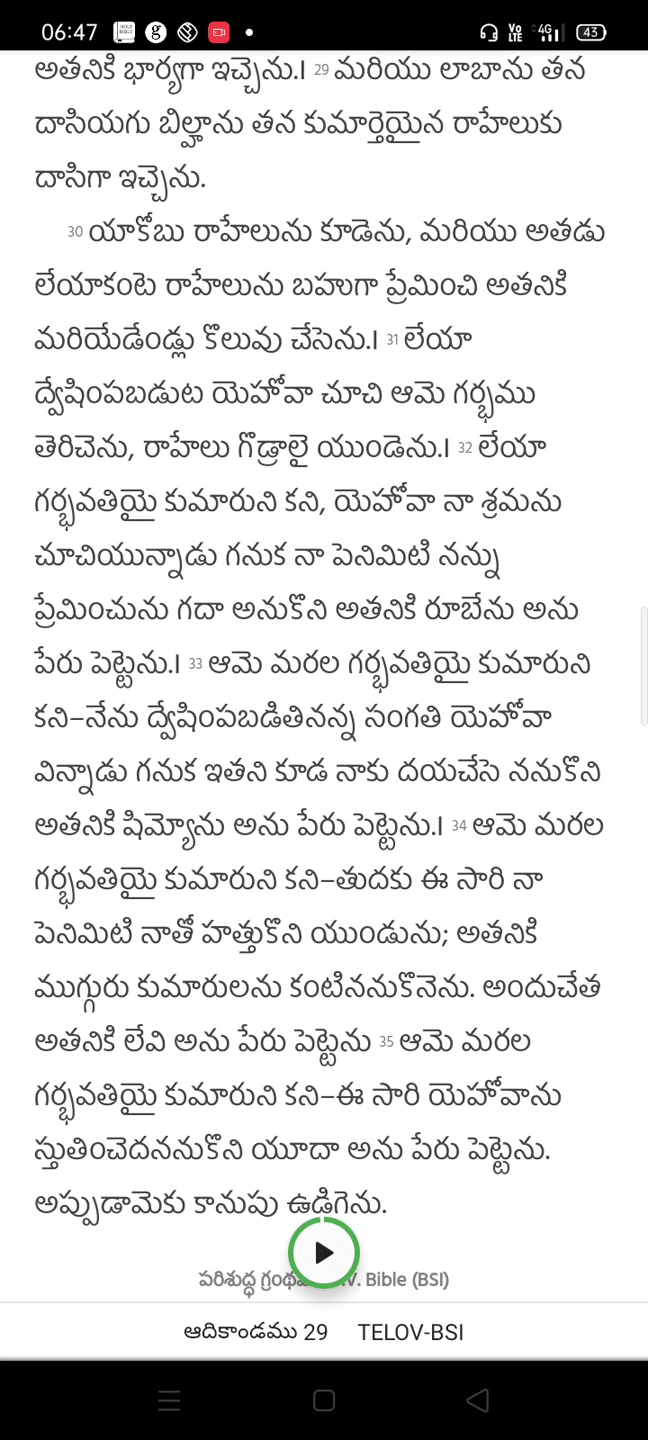 06:47 Vo LTE 4G 43
అతనికి భార్యగా ఇచ్చెను.। 29 మరియు లాబాను తన
దాసియగు బిల్హాను తన కుమార్తెయైన రాహేలుకు
దాసిగా ఇచ్చెను.
30 యాకోబు రాహేలును కూడెను, మరియు అతడు
లేయాకంటె రాహేలును బహుగా ప్రేమించి అతనికి
మరియేడేండ్లు కొలువు చేసెను.। 31 లేయా
ద్వేషింపబడుట యెహోవా చూచి ఆమె గర్భము
తెరిచెను, రాహేలు గొడ్రాలై యుండెను.। 32 లేయా
గర్భవతియై కుమారుని కని, యెహోవా నా శ్రమను
చూచియున్నాడు గనుక నా పెనిమిటి నన్ను
ప్రేమించును గదా అనుకొని అతనికి రూబేను అను
పేరు పెట్టెను.। 33 ఆమె మరల గర్భవతియై కుమారుని
కని–నేను ద్వేషింపబడితినన్న సంగతి యెహోవా
విన్నాడు గనుక ఇతని కూడ నాకు దయచేసె ననుకొని
అతనికి షిమ్యోను అను పేరు పెట్టెను.। 34 ఆమె మరల
గర్భవతియై కుమారుని కని–తుదకు ఈ సారి నా
పెనిమిటి నాతో హత్తుకొని యుండును; అతనికి
ముగ్గురు కుమారులను కంటిననుకొనెను. అందుచేత
అతనికి లేవి అను పేరు పెట్టెను 35 ఆమె మరల
గర్భవతియై కుమారుని కని–ఈ సారి యెహోవాను
స్తుతించెదననుకొని యూదా అను పేరు పెట్టెను.
అప్పుడామెకు కానుపు ఉడిగెను.
పరిశుద్ధ Bible (BSI)
ఆదికాండము 29 TELOV-BSI